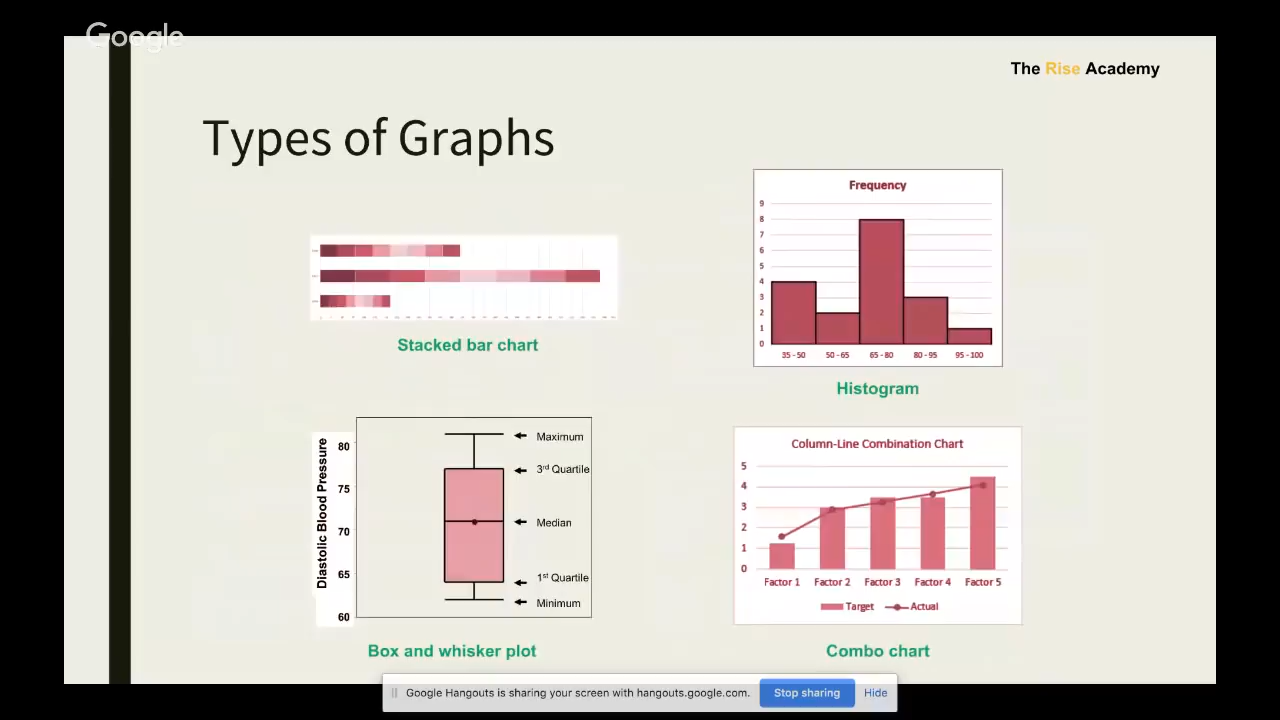 Google
The Rise Academy
Types of Graphs
Stacked bar chart
Frequency
9
8
7
6
5
4
3
2
1
0
35 - 50 50 - 65 65 - 80 80 - 95 95 - 100
Histogram
Diastolic Blood Pressure
80
75
70
65
60
Maximum
3rd Quartile
Median
1st Quartile
Minimum
Box and whisker plot
Column-Line Combination Chart
5
4
3
2
1
0
Factor 1 Factor 2 Factor 3 Factor 4 Factor 5
Target Actual
Combo chart
Google Hangouts is sharing your screen with hangouts.google.com. Stop sharing Hide